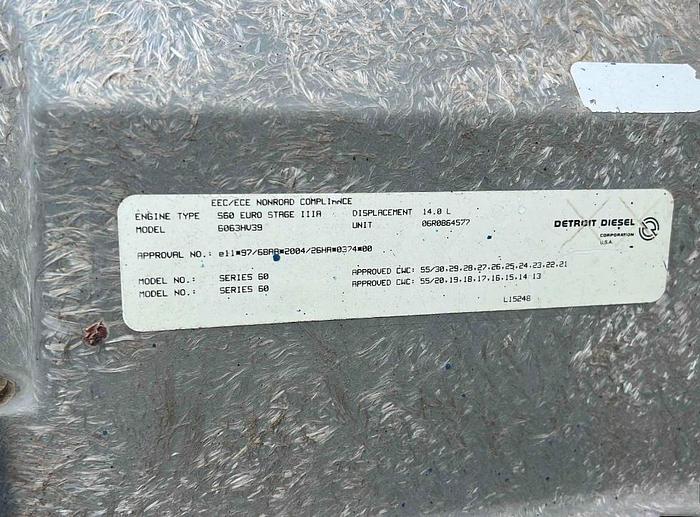 EEC/ECE NONROAD COMPLIANCE
ENGINE TYPE S60 EURO STAGE IIIA DISPLACEMENT 14.0 L
MODEL 6063HV39 UNIT 06R0864577
DETROIT DIESEL
CORPORATION
U.S.A.
APPROVAL NO.: e11*97/68AA*2004/26HA*0374*00
MODEL NO.: SERIES 60 APPROVED CWC: 55/30,29,28,27,26,25,24,23,22,21
MODEL NO.: SERIES 60 APPROVED CWC: 55/20,19,18,17,16,15,14 13
L15248